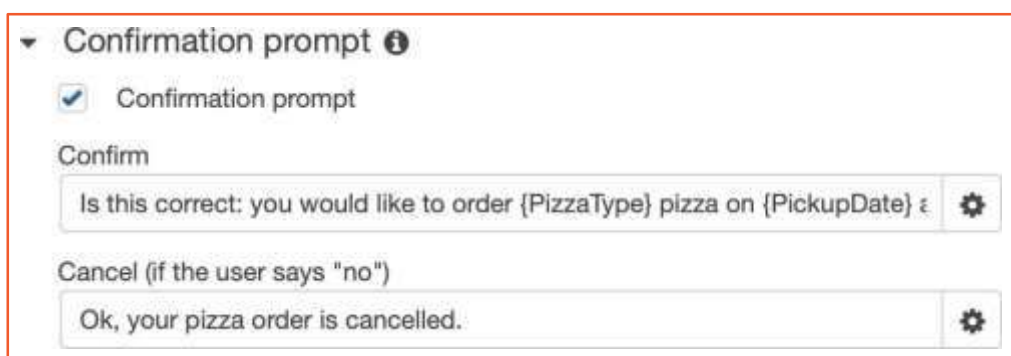 Confirmation prompt
Confirmation prompt
Confirm
Is this correct: you would like to order {PizzaType} pizza on {PickupDate}
Cancel (if the user says "no")
Ok, your pizza order is cancelled.